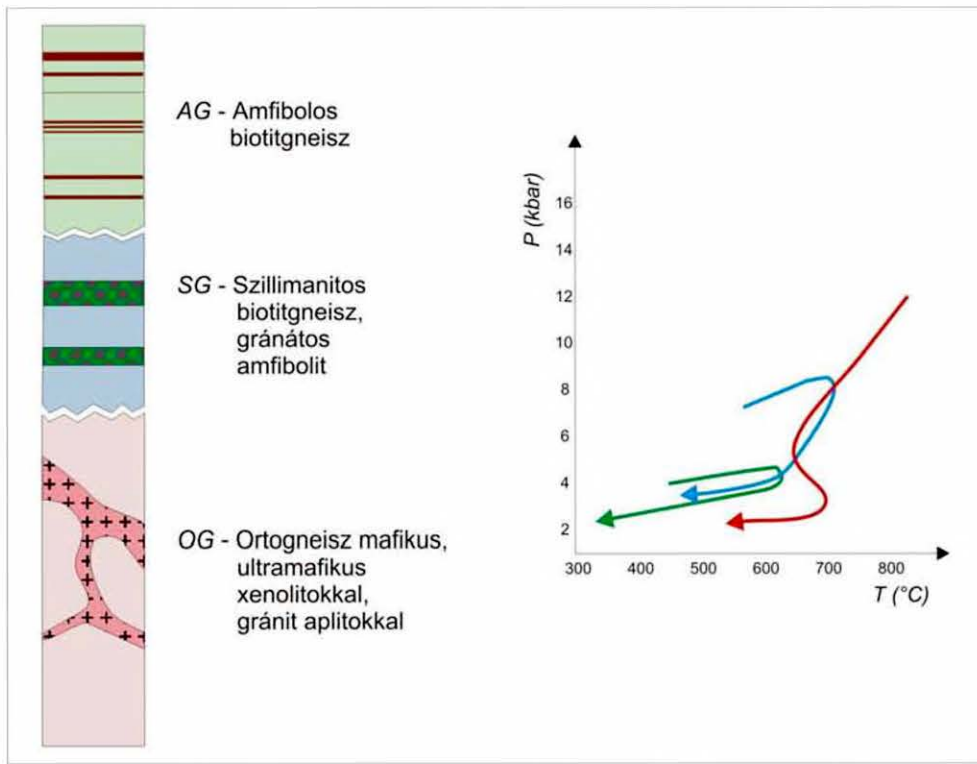 AG - Amfibolos
biotitgneisz
SG - Szillimanitos
biotitgneisz,
gránátos
amfibolit
OG - Ortogneisz mafikus,
ultramafikus
xenolitokkal,
gránit aplitokkal
P (kbar)
16
14
12
10
8
6
4
2
300 400 500 600 700 800
T (°C)